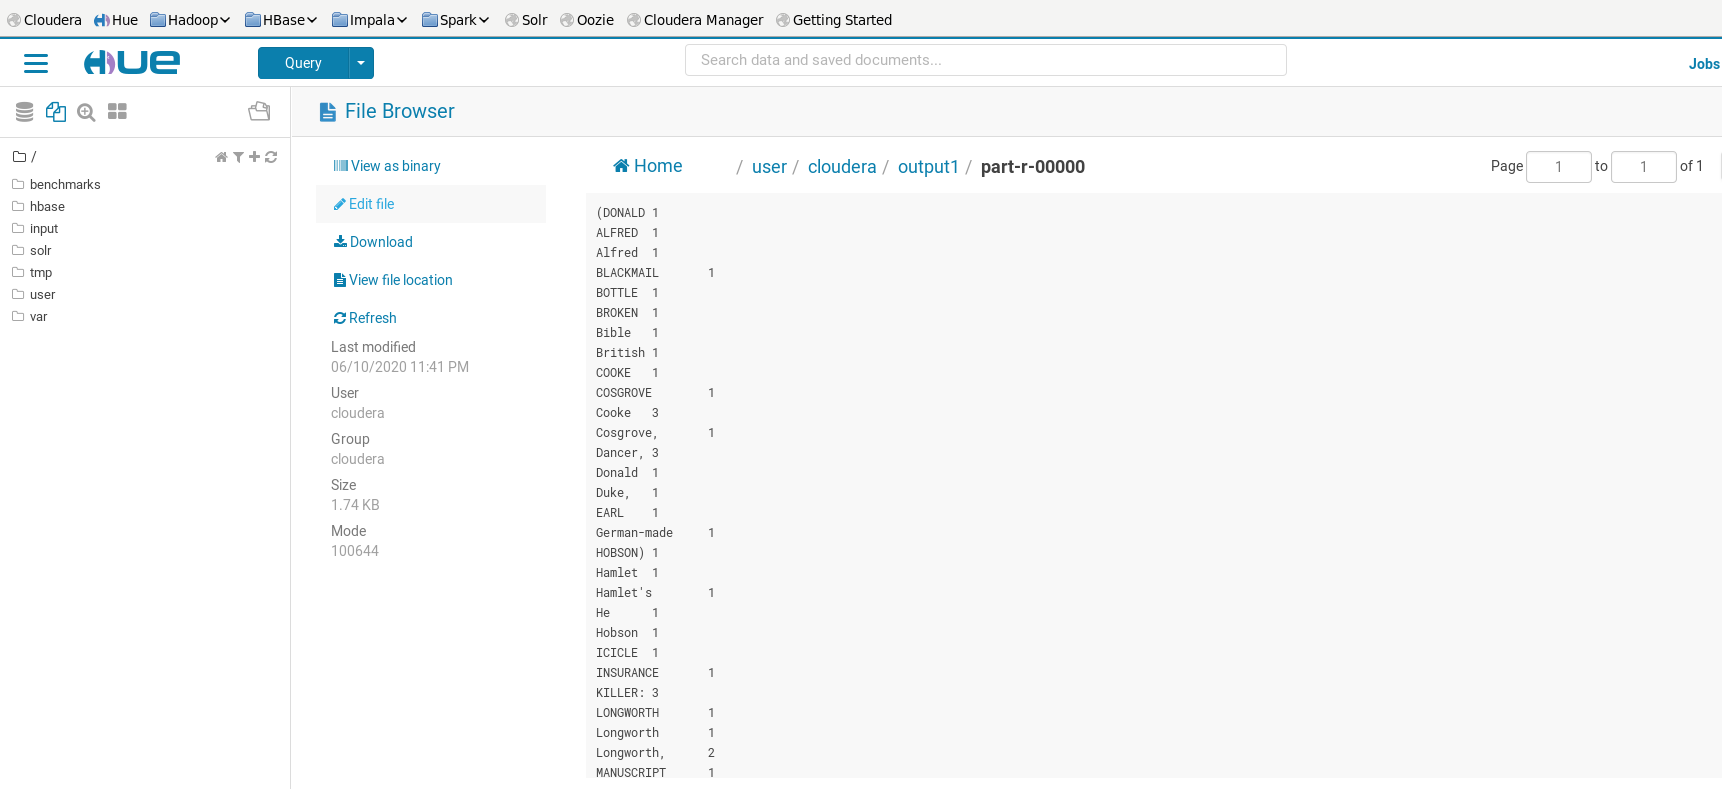 Cloudera Hue Hadoop HBase Impala Spark Solr Oozie Cloudera Manager Getting Started
HUE Query Search data and saved documents... Jobs
File Browser
/
benchmarks
hbase
input
solr
tmp
user
var
View as binary
Edit file
Download
View file location
Refresh
Last modified
06/10/2020 11:41 PM
User
cloudera
Group
cloudera
Size
1.74 KB
Mode
100644
Home / user / cloudera / output1 / part-r-00000
Page 1 to 1 of 1
(DONALD 1
ALFRED 1
Alfred 1
BLACKMAIL 1
BOTTLE 1
BROKEN 1
Bible 1
British 1
COOKE 1
COSGROVE 1
Cooke 3
Cosgrove, 1
Dancer, 3
Donald 1
Duke, 1
EARL 1
German-made 1
HOBSON) 1
Hamlet 1
Hamlet's 1
He 1
Hobson 1
ICICLE 1
INSURANCE 1
KILLER: 3
LONGWORTH 1
Longworth 1
Longworth, 2
MANUSCRIPT 1